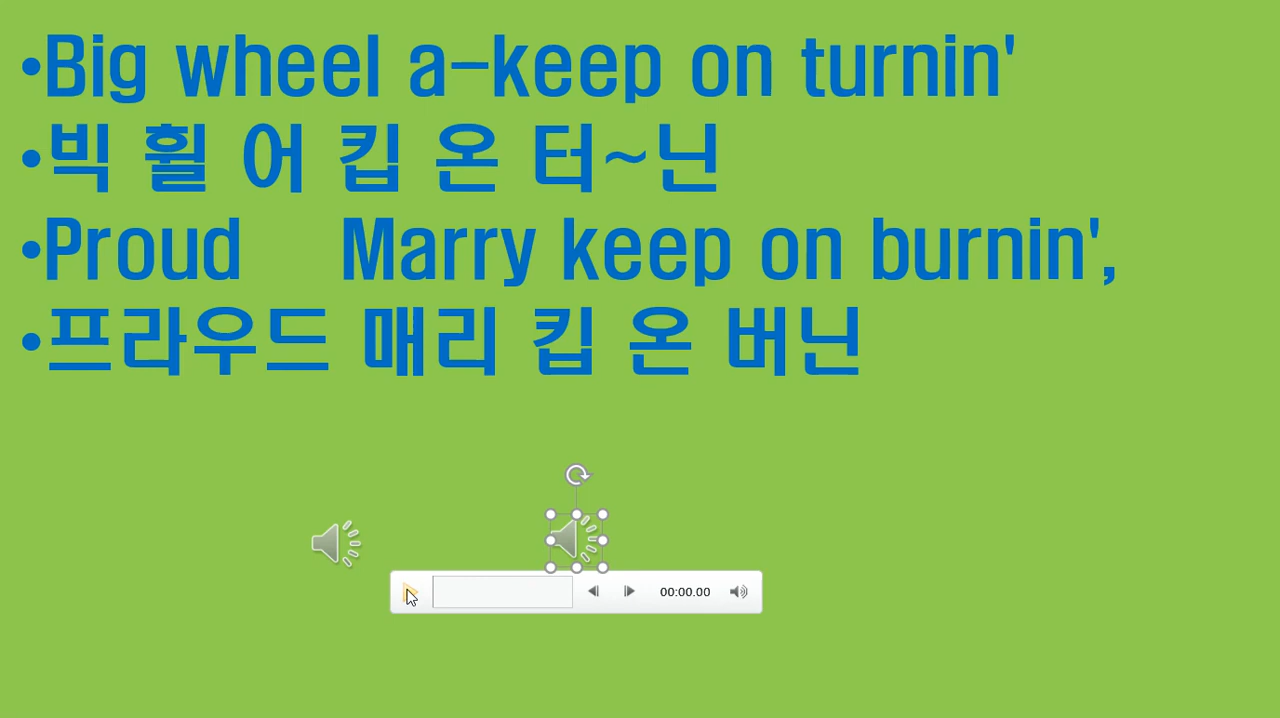 •Big wheel a-keep on turnin'
•빅 휠 어 킵 온 터~닌
•Proud Marry keep on burnin',
•프라우드 매리 킵 온 버닌
00:00.00